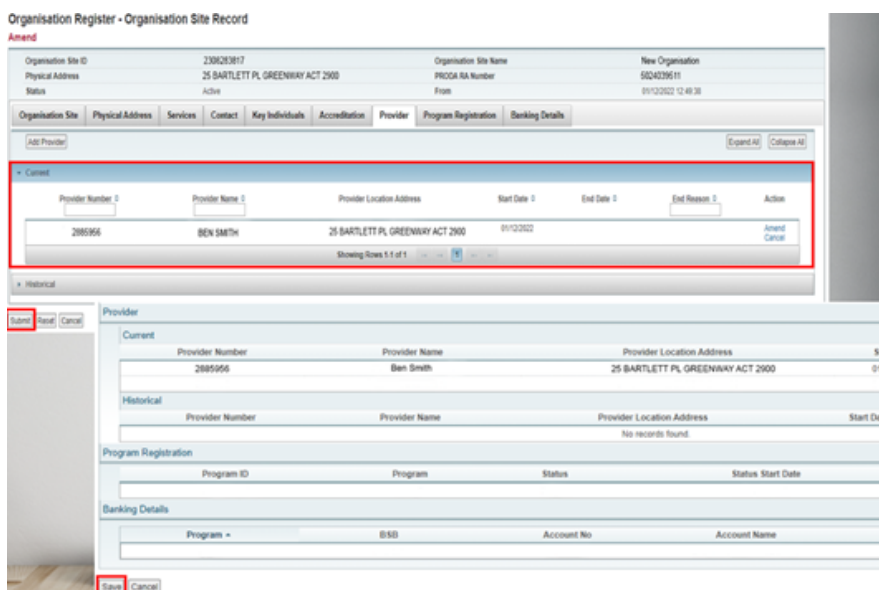 Organisation Register - Organisation Site Record
Amend
Organisation Site ID 2306283817 Organisation Site Name New Organisation
Physical Address 25 BARTLETT PL GREENWAY ACT 2900 PRODA RA Number 5024039511
Status Active From 01/12/2022 12:49:38
Organisation Site Physical Address Services Contact Key Individuals Accreditation Provider Program Registration Banking Details
Add Provider Expand All Collapse All
Current
Provider Number Provider Name Provider Location Address Start Date End Date End Reason Action
2885956 BEN SMITH 25 BARTLETT PL GREENWAY ACT 2900 01/12/2022 Amend
Cancel
Showing Rows 1-1 of 1 1
Historical
Submit Reset Cancel
Provider
Current
Provider Number Provider Name Provider Location Address S
2885956 Ben Smith 25 BARTLETT PL GREENWAY ACT 2900 01
Historical
Provider Number Provider Name Provider Location Address Start Da
No records found.
Program Registration
Program ID Program Status Status Start Date
Banking Details
Program BSB Account No Account Name
Save Cancel